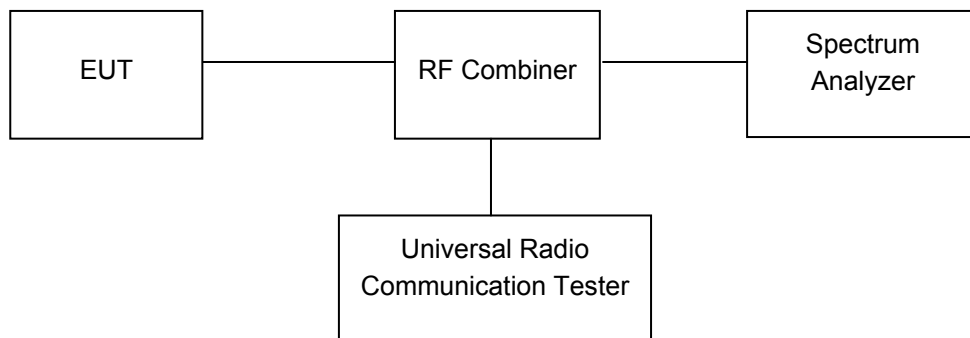 EUT
RF Combiner
Spectrum
Analyzer
Universal Radio
Communication Tester